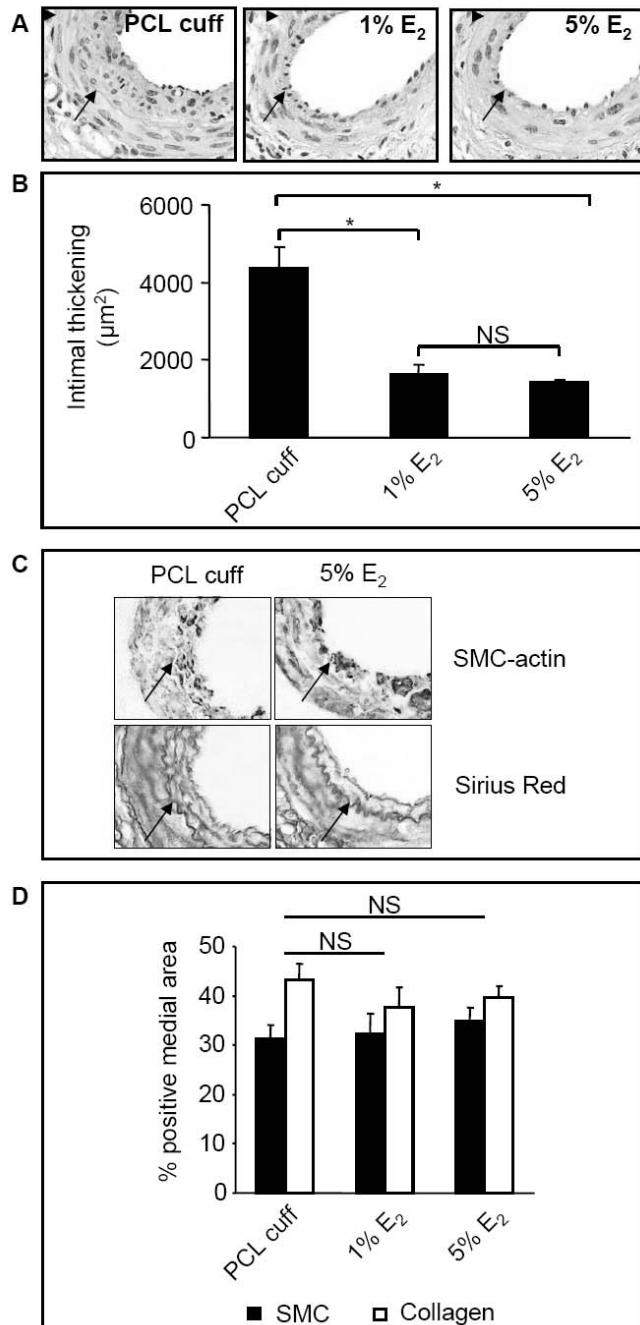 A PCL cuff 1% E₂ 5% E₂
B
* 
*
NS
6000
4000
2000
0
Intimal thickening
(µm²)
PCL cuff 1% E₂ 5% E₂
C
PCL cuff 5% E₂
SMC-actin
Sirius Red
D
NS
NS
50
40
30
20
10
0
% positive medial area
PCL cuff 1% E₂ 5% E₂
SMC Collagen